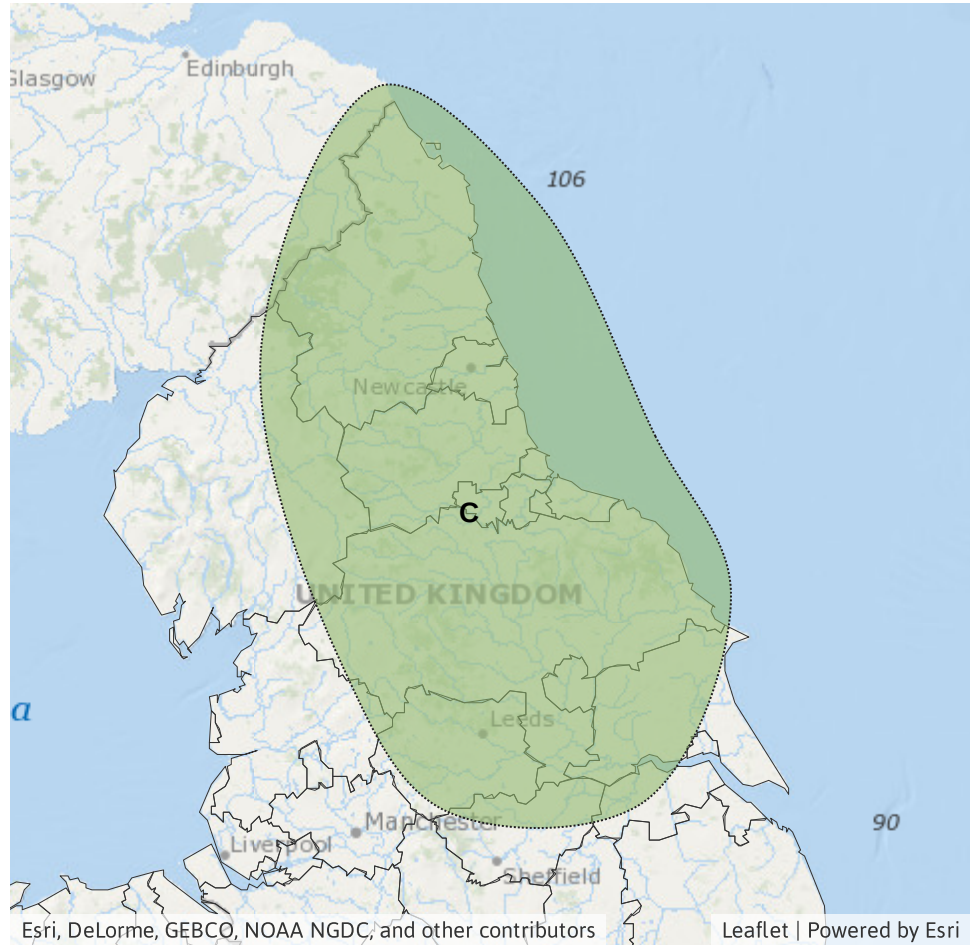 Edinburgh
Glasgow
106
Newcastle
C
UNITED KINGDOM
a
Leeds
Manchester
90
Liverpool
Sheffield
Esri, DeLorme, GEBCO, NOAA NGDC, and other contributors
Leaflet | Powered by Esri